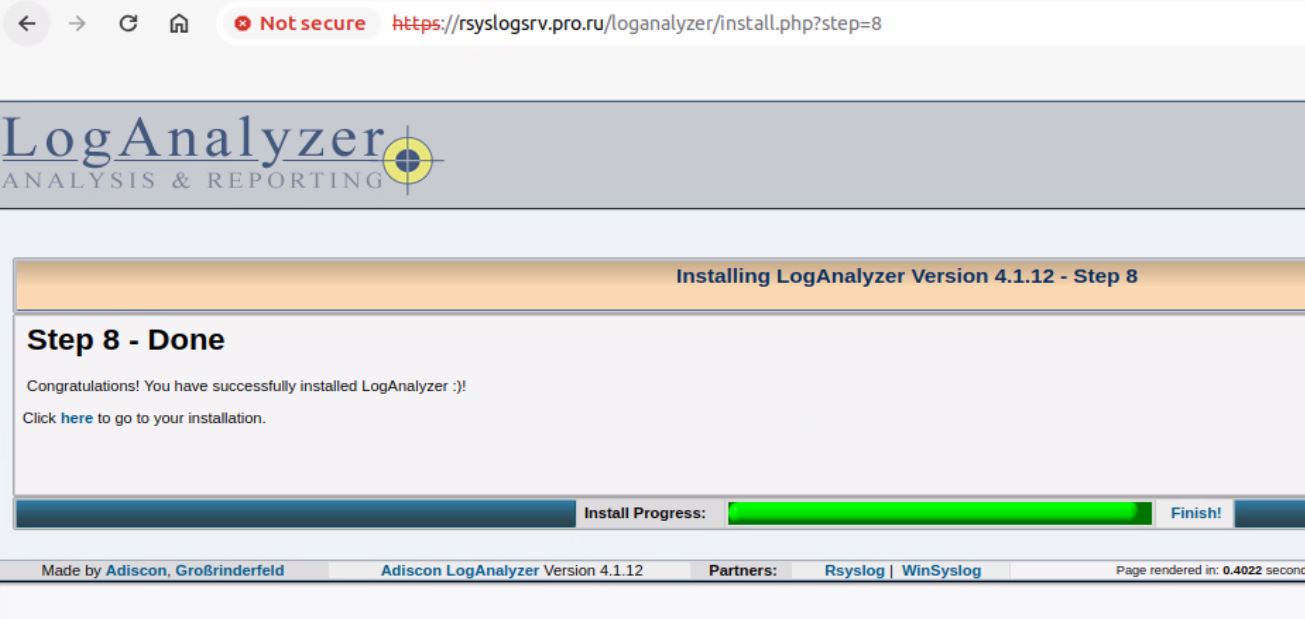 Not secure https://rsyslogsrv.pro.ru/loganalyzer/install.php?step=8
LogAnalyzer
ANALYSIS & REPORTING
Installing LogAnalyzer Version 4.1.12 - Step 8
Step 8 - Done
Congratulations! You have successfully installed LogAnalyzer :)!
Click here to go to your installation.
Install Progress: Finish!
Made by Adiscon, Großrinderfeld Adiscon LogAnalyzer Version 4.1.12 Partners: Rsyslog | WinSyslog Page rendered in: 0.4022 second